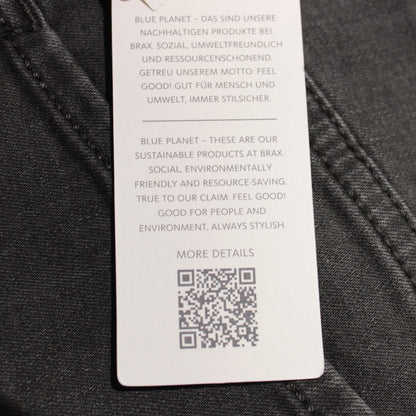 BLUE PLANET – DAS SIND UNSERE
NACHHALTIGEN PRODUKTE BEI
BRAX. SOZIAL, UMWELTFREUNDLICH
UND RESSOURCENSCHONEND.
GETREU UNSEREM MOTTO: FEEL
GOOD! GUT FÜR MENSCH UND
UMWELT, IMMER STILSICHER.
BLUE PLANET – THESE ARE OUR
SUSTAINABLE PRODUCTS AT BRAX.
SOCIAL, ENVIRONMENTALLY
FRIENDLY AND RESOURCE-SAVING.
TRUE TO OUR CLAIM: FEEL GOOD!
GOOD FOR PEOPLE AND
ENVIRONMENT, ALWAYS STYLISH.
MORE DETAILS